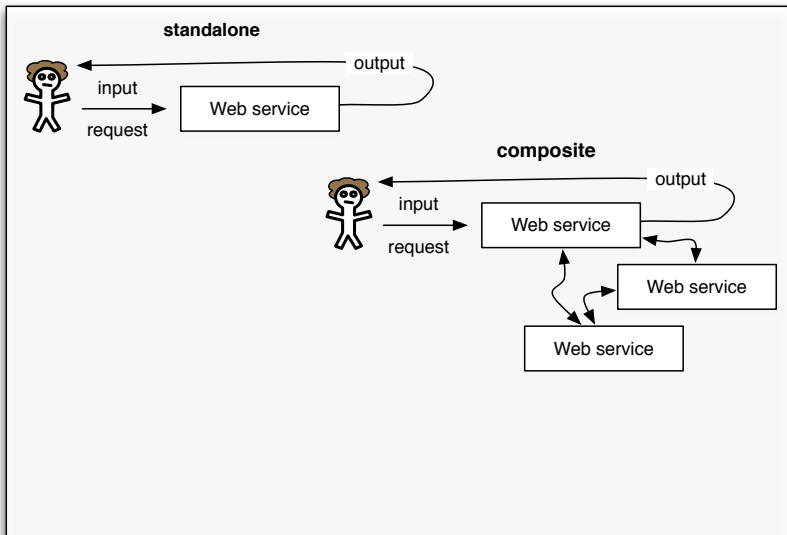 standalone
output
input
Web service
request
composite
output
input
Web service
request
Web service
Web service